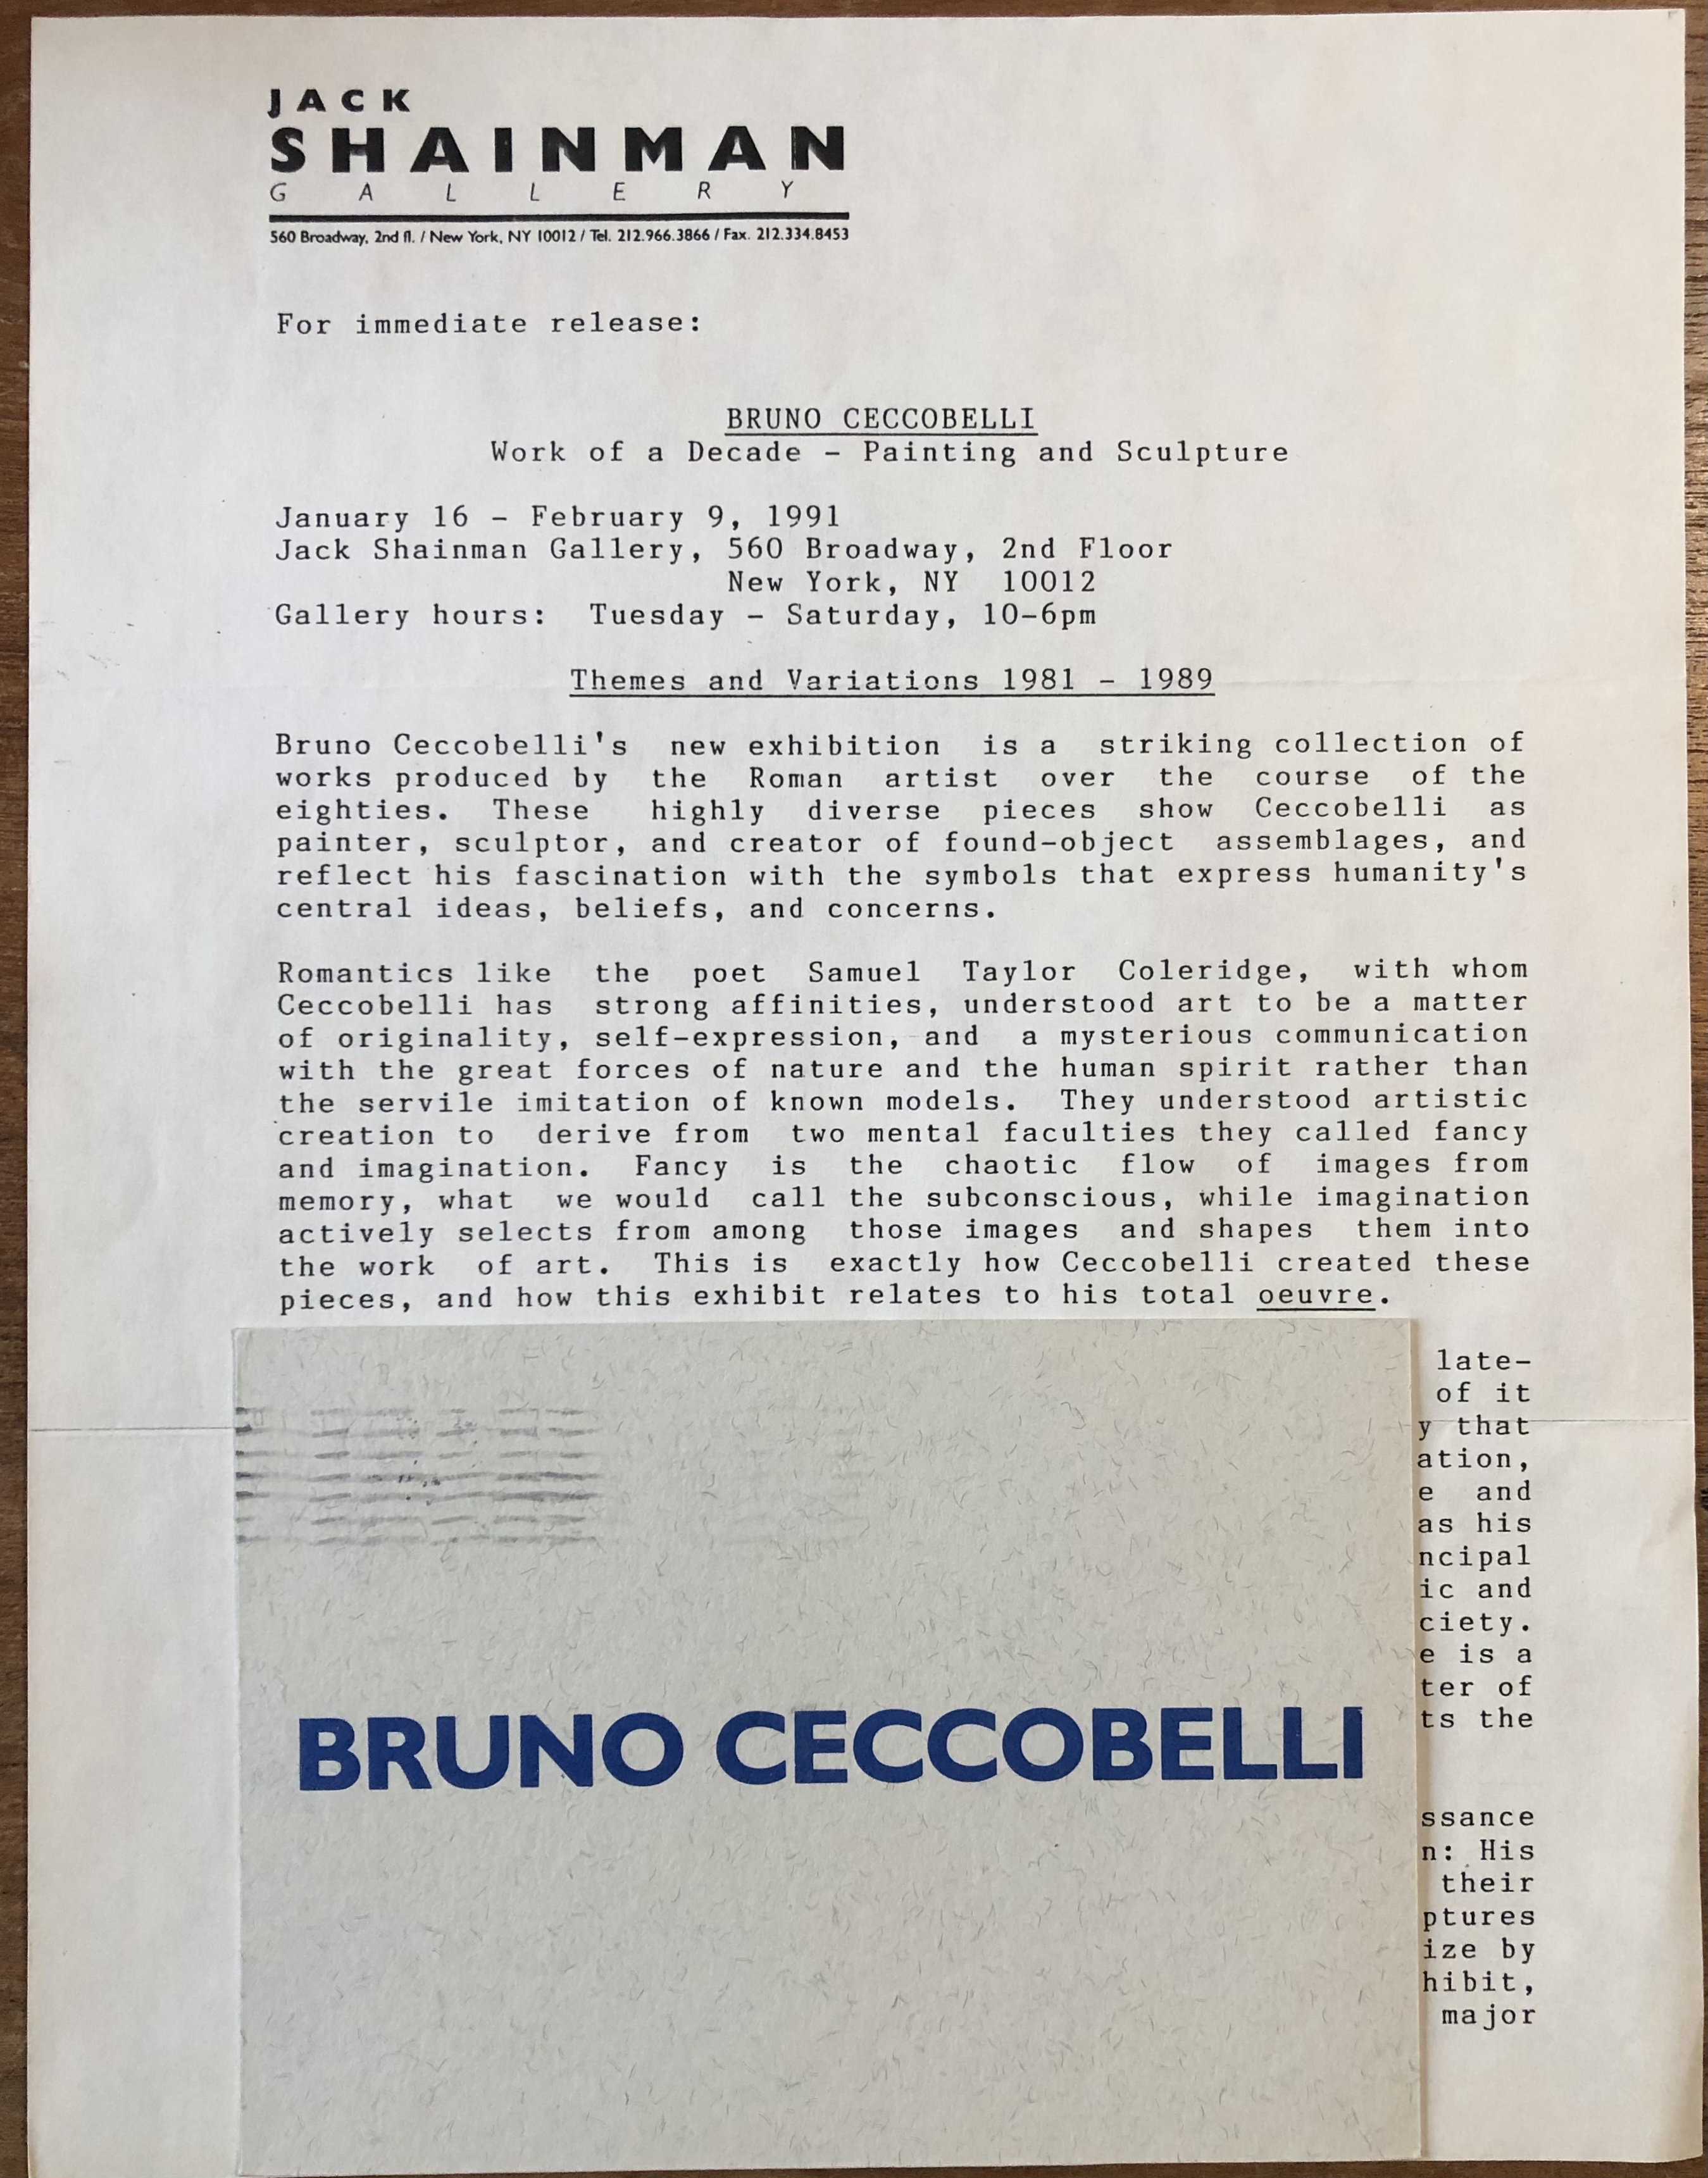 JACK
SHAINMAN
GALLERY
560 Broadway, 2nd fl. / New York, NY 10012 / Tel. 212.966.3866 / Fax. 212.334.8453
For immediate release:
BRUNO CECCOBELLI
Work of a Decade - Painting and Sculpture
January 16 - February 9, 1991
Jack Shainman Gallery, 560 Broadway, 2nd Floor
New York, NY 10012
Gallery hours: Tuesday - Saturday, 10-6pm
Themes and Variations 1981 - 1989
Bruno Ceccobelli's new exhibition is a striking collection of
works produced by the Roman artist over the course of the
eighties. These highly diverse pieces show Ceccobelli as
painter, sculptor, and creator of found-object assemblages, and
reflect his fascination with the symbols that express humanity's
central ideas, beliefs, and concerns.
Romantics like the poet Samuel Taylor Coleridge, with whom
Ceccobelli has strong affinities, understood art to be a matter
of originality, self-expression, and a mysterious communication
with the great forces of nature and the human spirit rather than
the servile imitation of known models. They understood artistic
creation to derive from two mental faculties they called fancy
and imagination. Fancy is the chaotic flow of images from
memory, what we would call the subconscious, while imagination
actively selects from among those images and shapes them into
the work of art. This is exactly how Ceccobelli created these
pieces, and how this exhibit relates to his total oeuvre.
late-
of it
y that
ation,
e and
as his
ncipal
ic and
ciety.
e is a
ter of
ts the
ssance
n: His
their
ptures
ize by
hibit,
major
BRUNO CECCOBELLI